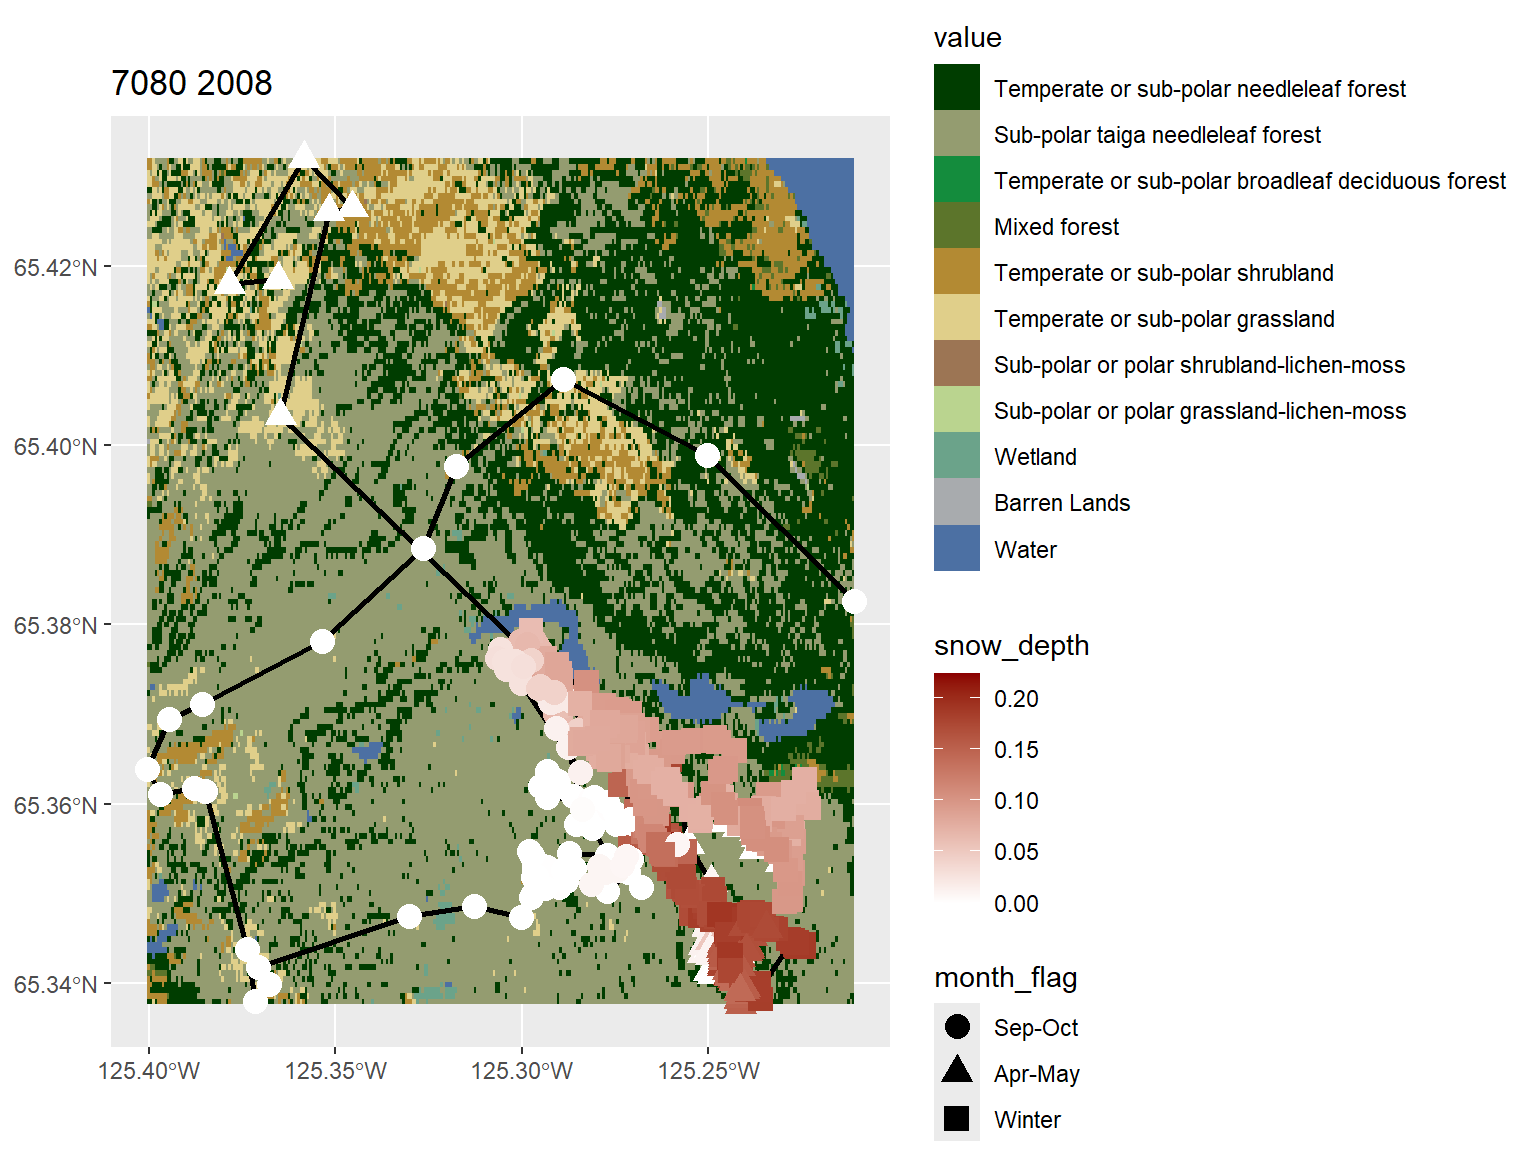 7080 2008
65.42°N
65.40°N
65.38°N
65.36°N
65.34°N
125.40°W
125.35°W
125.30°W
125.25°W
value
Temperate or sub-polar needleleaf forest
Sub-polar taiga needleleaf forest
Temperate or sub-polar broadleaf deciduous forest
Mixed forest
Temperate or sub-polar shrubland
Temperate or sub-polar grassland
Sub-polar or polar shrubland-lichen-moss
Sub-polar or polar grassland-lichen-moss
Wetland
Barren Lands
Water
snow_depth
0.20
0.15
0.10
0.05
0.00
month_flag
Sep-Oct
Apr-May
Winter